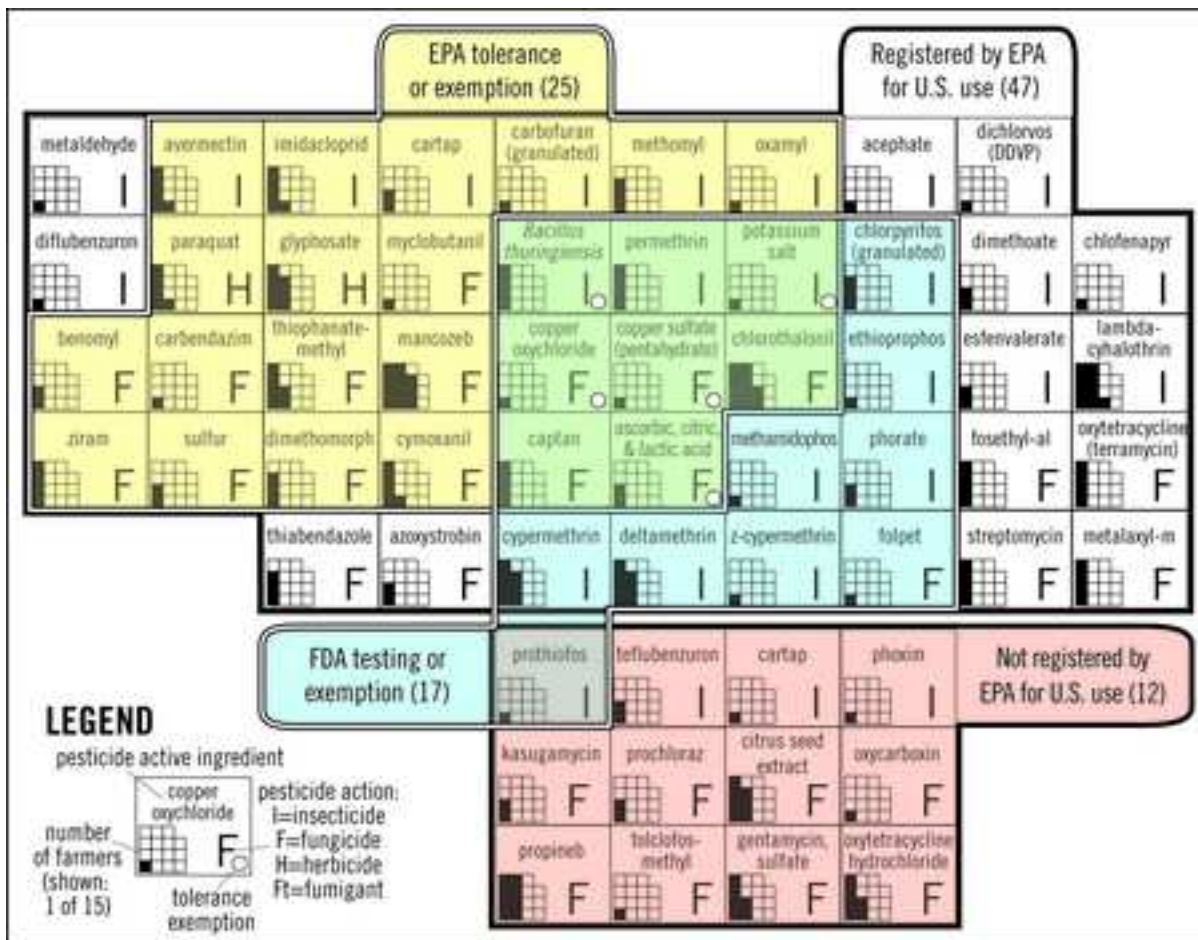 EPA tolerance
or exemption (25)
Registered by EPA
for U.S. use (47)
metaldehyde
I
avermectin
I
imidacloprid
I
cartap
I
carbofuran
(granulated)
I
methomyl
I
oxamyl
I
acephate
I
dichlorvos
(DDVP)
I
diflubenzuron
I
paraquat
H
glyphosate
H
myclobutanil
F
Bacillus
thuringiensis
I
permethrin
I
potassium
salt
I
chlorpyrifos
(granulated)
I
dimethoate
I
chlofenapyr
I
benomyl
F
carbendazim
F
thiophanate-
methyl
F
mancozeb
F
copper
oxychloride
F
copper sulfate
(pentahydrate)
F
chlorothalonil
F
ethioprophos
I
esfenvalerate
I
lambda-
cyhalothrin
I
ziram
F
sulfur
F
dimethomorph
F
cymoxanil
F
captan
F
ascorbic, citric,
& lactic acid
F
methamidophos
I
phorate
I
fosethyl-al
F
oxytetracycline
(terramycin)
F
thiabendazole
F
azoxystrobin
F
cypermethrin
I
deltamethrin
I
z-cypermethrin
I
folpet
F
streptomycin
F
metalaxyl-m
F
FDA testing or
exemption (17)
prothiofos
I
teflubenzuron
I
cartap
I
phoxim
I
Not registered by
EPA for U.S. use (12)
kasugamycin
F
prochloraz
F
citrus seed
extract
F
oxycarboxin
F
propineb
F
tolclofos-
methyl
F
gentamycin,
sulfate
F
oxytetracycline
hydrochloride
F
LEGEND
pesticide active ingredient
copper
oxychloride
F
number
of farmers
(shown:
1 of 15)
tolerance
exemption
pesticide action:
I=insecticide
F=fungicide
H=herbicide
Ft=fumigant